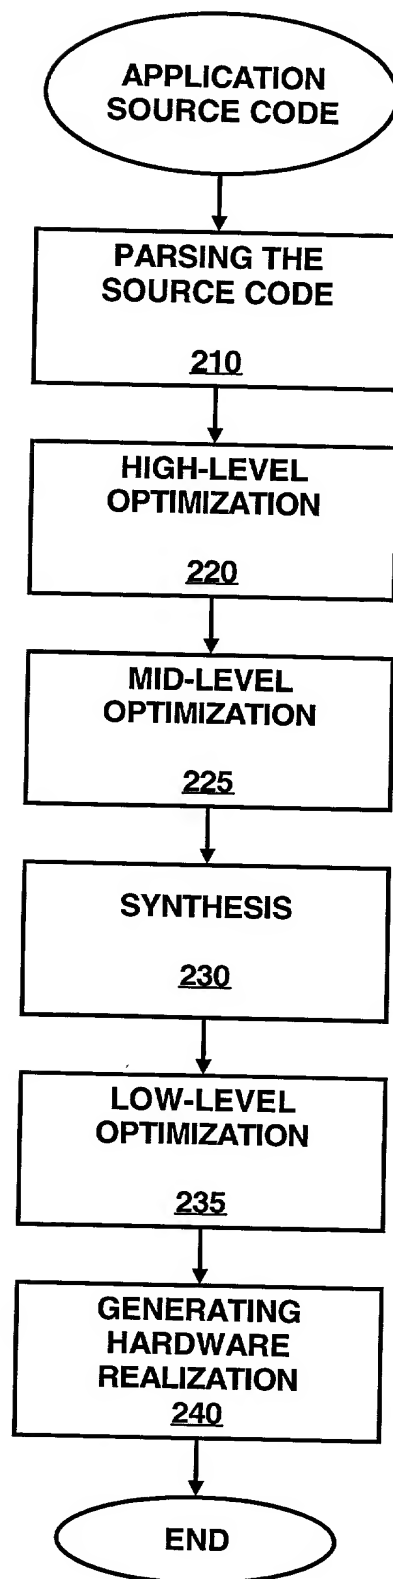 APPLICATION
SOURCE CODE
PARSING THE
SOURCE CODE
210
HIGH-LEVEL
OPTIMIZATION
220
MID-LEVEL
OPTIMIZATION
225
SYNTHESIS
230
LOW-LEVEL
OPTIMIZATION
235
GENERATING
HARDWARE
REALIZATION
240
END